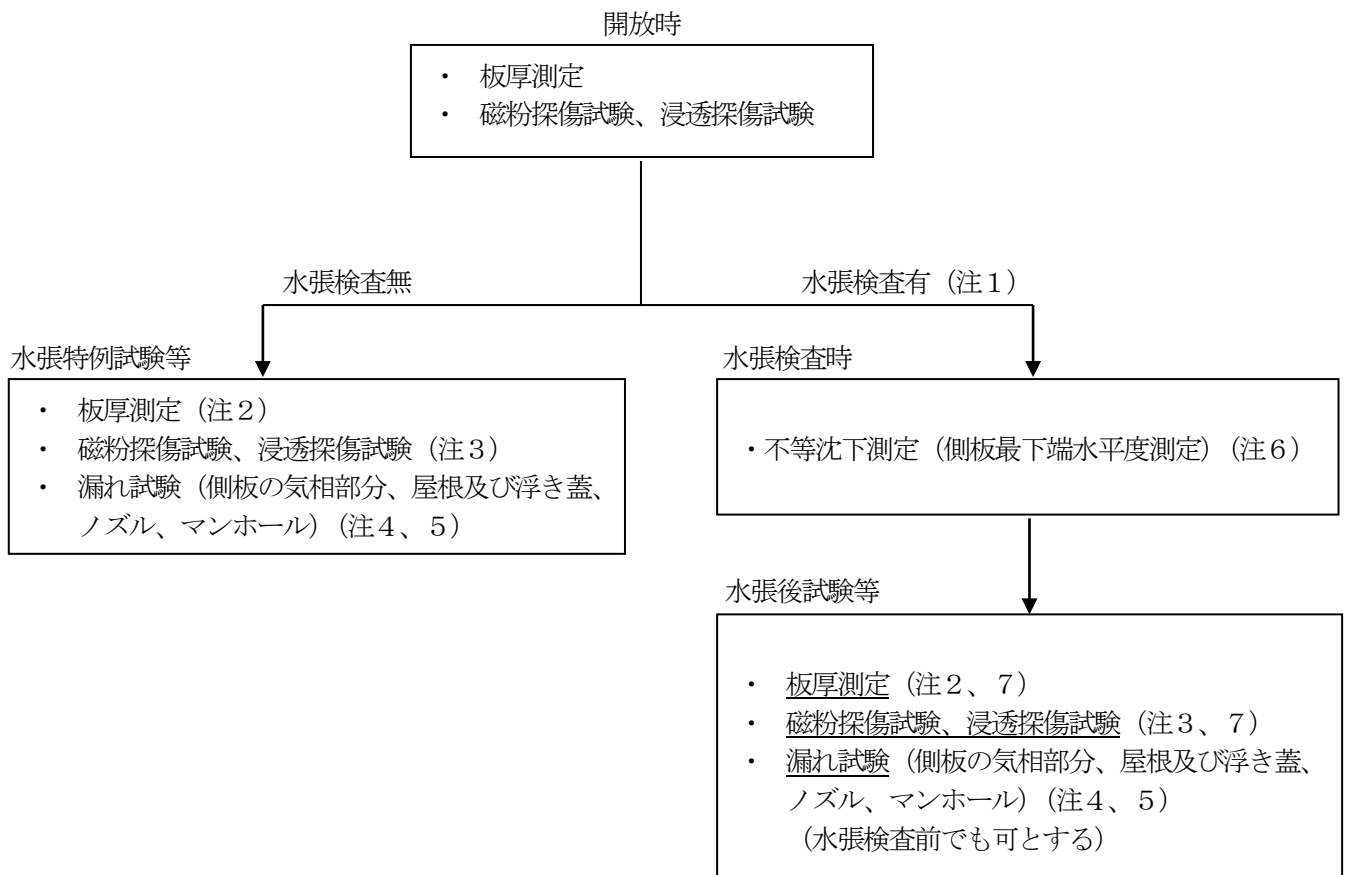 開放時
・ 板厚測定
・ 磁粉探傷試験、浸透探傷試験
水張検査無
水張検査有（注１）
水張特例試験等
・ 板厚測定（注２）
・ 磁粉探傷試験、浸透探傷試験（注３）
・ 漏れ試験（側板の気相部分、屋根及び浮き蓋、
ノズル、マンホール）（注４、５）
水張検査時
・不等沈下測定（側板最下端水平度測定）（注６）
水張後試験等
・ 板厚測定（注２、７）
・ 磁粉探傷試験、浸透探傷試験（注３、７）
・ 漏れ試験（側板の気相部分、屋根及び浮き蓋、
ノズル、マンホール）（注４、５）
（水張検査前でも可とする）